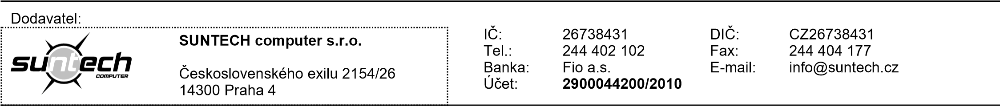 Dodavatel:
suntech
COMPUTER
SUNTECH computer s.r.o.
Československého exilu 2154/26
14300 Praha 4
IČ: 26738431 DIČ: CZ26738431
Tel.: 244 402 102 Fax: 244 404 177
Banka: Fio a.s. E-mail: info@suntech.cz
Účet: 2900044200/2010